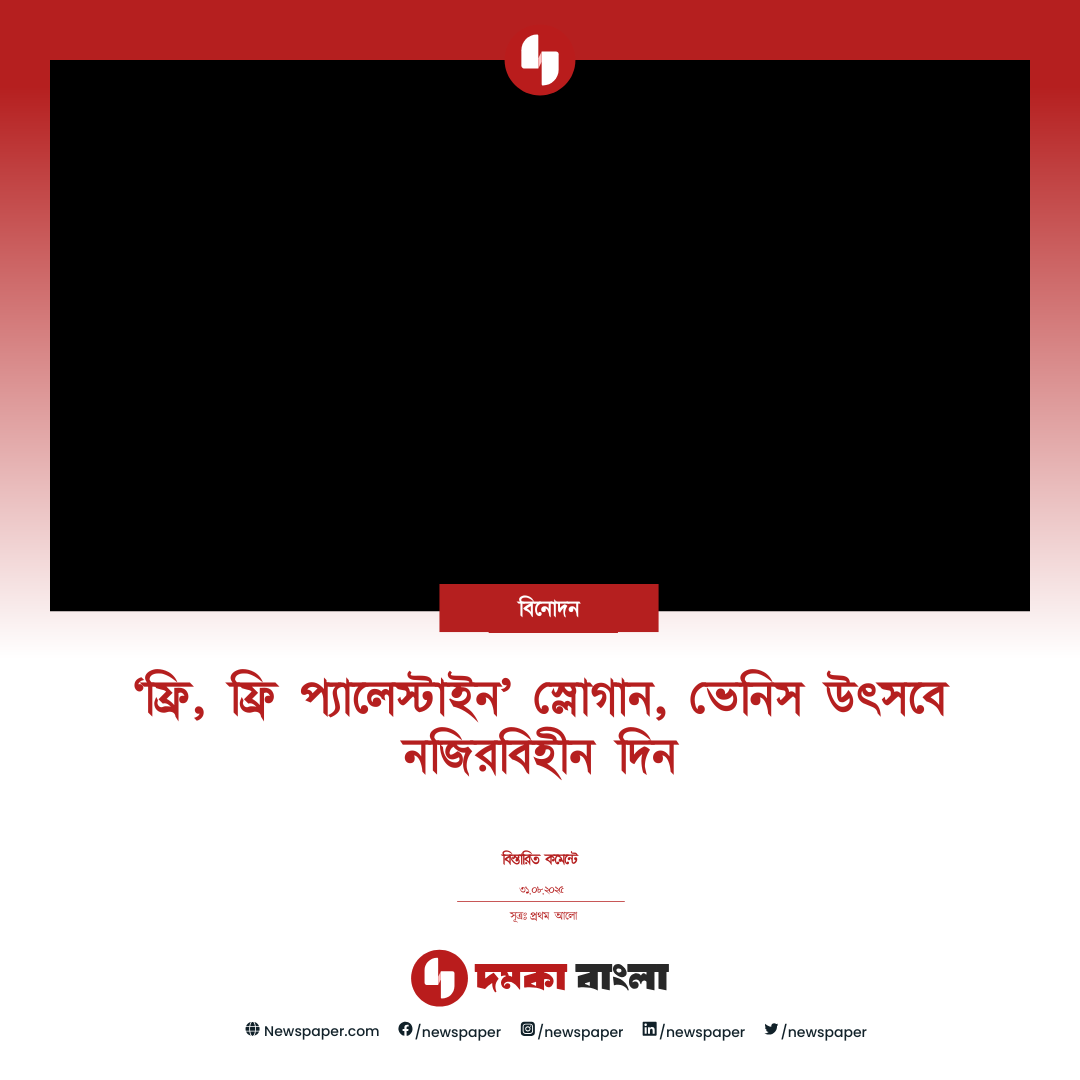 বিনোদন
‘ফ্রি, ফ্রি প্যালেস্টাইন’ স্লোগান, ভেনিস উৎসবে
নজিরবিহীন দিন
বিস্তারিত কমেন্টে
৩১.০৮.২০২৫
সূত্রঃ প্রথম আলো
দমকা বাংলা
Newspaper.com /newspaper /newspaper /newspaper /newspaper